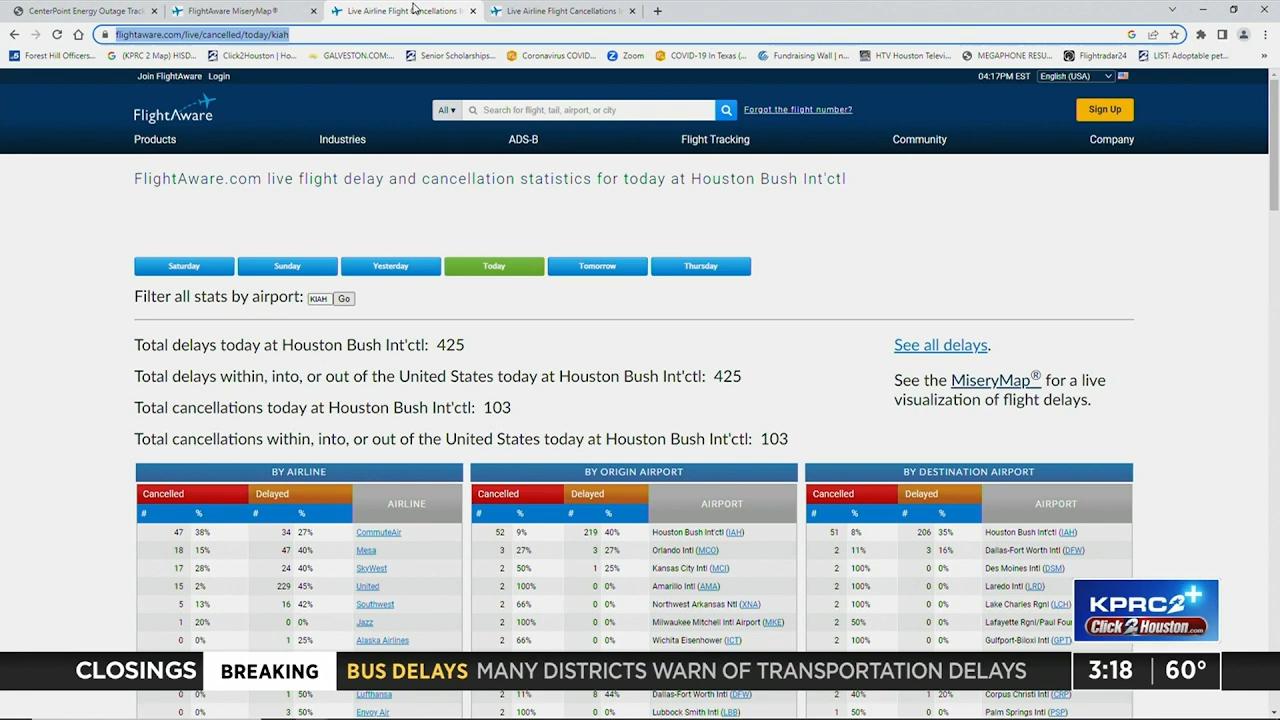 CenterPoint Energy Outage Track
FlightAware MiseryMap®
Live Airline Flight Cancellations I
Live Airline Flight Cancellations In
flightaware.com/live/cancelled/today/kiah
Forest Hill Officers...
(KPRC 2 Map) HISD...
Click2Houston | Ho...
GALVESTON.COM:...
Senior Scholarships...
Coronavirus COVID...
Zoom
COVID-19 In Texas (...
Fundraising Wall | n...
HTV Houston Televi...
MEGAPHONE RESU...
Flightradar24
LIST: Adoptable pet...
Join FlightAware Login
04:17PM EST English (USA)
FlightAware
All ▾ Search for flight, tail, airport, or city
Forgot the flight number?
Sign Up
Products Industries ADS-B Flight Tracking Community Company
FlightAware.com live flight delay and cancellation statistics for today at Houston Bush Int'ctl
Saturday Sunday Yesterday Today Tomorrow Thursday
Filter all stats by airport: KIAH Go
Total delays today at Houston Bush Int'ctl: 425
Total delays within, into, or out of the United States today at Houston Bush Int'ctl: 425
Total cancellations today at Houston Bush Int'ctl: 103
Total cancellations within, into, or out of the United States today at Houston Bush Int'ctl: 103
See all delays.
See the MiseryMap® for a live
visualization of flight delays.
BY AIRLINE
Cancelled Delayed AIRLINE
# % # %
47 38% 34 27% CommuteAir
18 15% 47 40% Mesa
17 28% 24 40% SkyWest
15 2% 229 45% United
5 13% 16 42% Southwest
1 20% 0 0% Jazz
0 0% 1 25% Alaska Airlines
0 0% 1 50% Lufthansa
0 0% 3 50% Envoy Air
BY ORIGIN AIRPORT
Cancelled Delayed AIRPORT
# % # %
52 9% 219 40% Houston Bush Int'ctl (IAH)
3 27% 3 27% Orlando Intl (MCO)
2 50% 1 25% Kansas City Intl (MCI)
2 100% 0 0% Amarillo Intl (AMA)
2 66% 0 0% Northwest Arkansas Ntl (XNA)
2 100% 0 0% Milwaukee Mitchell Intl Airport (MKE)
2 66% 0 0% Wichita Eisenhower (ICT)
2 11% 8 44% Dallas-Fort Worth Intl (DFW)
2 100% 0 0% Lubbock Smith Intl (LBB)
BY DESTINATION AIRPORT
Cancelled Delayed AIRPORT
# % # %
51 8% 206 35% Houston Bush Int'ctl (IAH)
2 11% 3 16% Dallas-Fort Worth Intl (DFW)
2 100% 0 0% Des Moines Intl (DSM)
2 100% 0 0% Laredo Intl (LRD)
2 100% 0 0% Lake Charles Rgnl (LCH)
2 50% 0 0% Lafayette Rgnl/Paul Four
2 100% 0 0% Gulfport-Biloxi Intl (GPT)
2 40% 1 20% Corpus Christi Intl (CRP)
1 50% 0 0% Palm Springs Intl (PSP)
KPRC2+
Click2Houston.com
CLOSINGS BREAKING BUS DELAYS MANY DISTRICTS WARN OF TRANSPORTATION DELAYS 3:18 60°